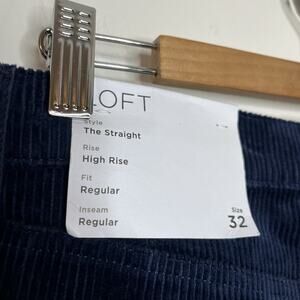 LOFT
Style
The Straight
Rise
High Rise
Fit
Regular
Inseam
Regular
Size
32